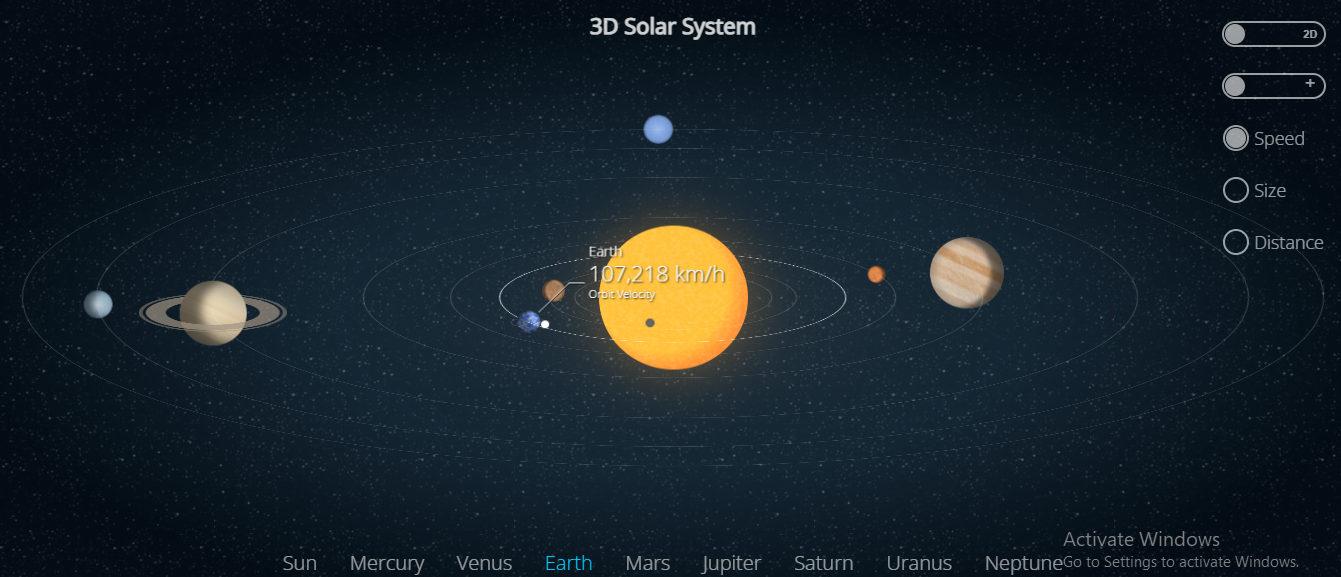 3D Solar System
2D
+
Speed
Size
Distance
Earth
107,218 km/h
Orbit Velocity
Sun Mercury Venus Earth Mars Jupiter Saturn Uranus Neptune
Activate Windows
Go to Settings to activate Windows.